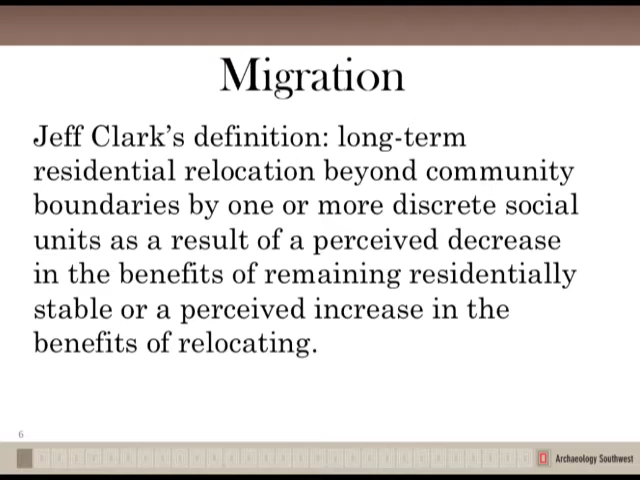 Migration
Jeff Clark's definition: long-term
residential relocation beyond community
boundaries by one or more discrete social
units as a result of a perceived decrease
in the benefits of remaining residentially
stable or a perceived increase in the
benefits of relocating.
6
Archaeology Southwest